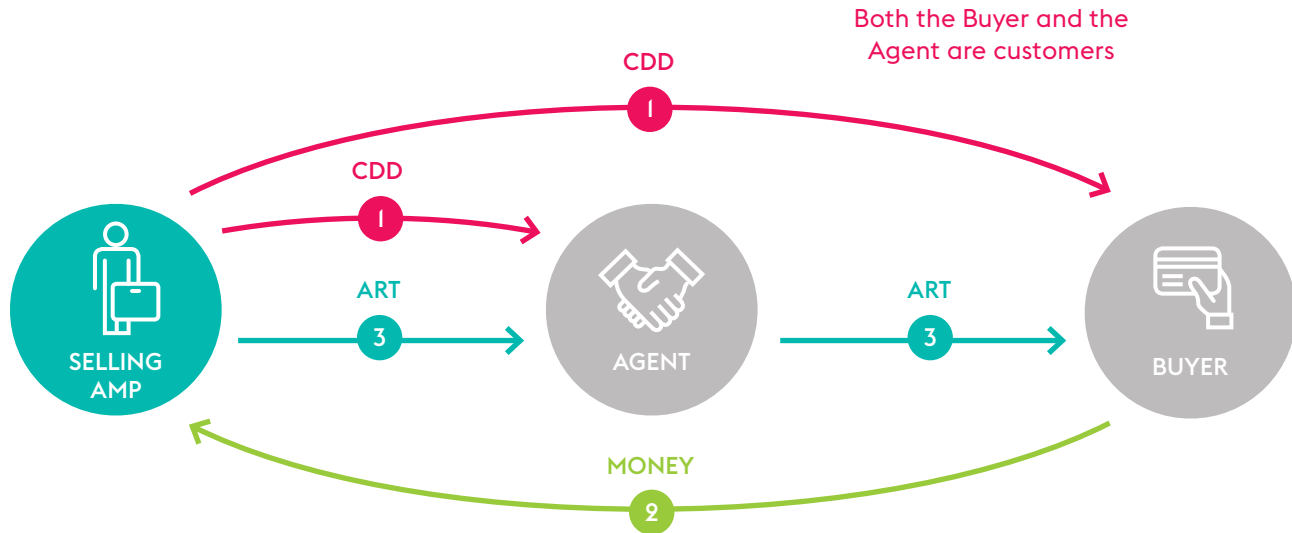 Both the Buyer and the
Agent are customers
CDD
1
CDD
1
ART
3
ART
3
SELLING
AMP
AGENT
BUYER
MONEY
2